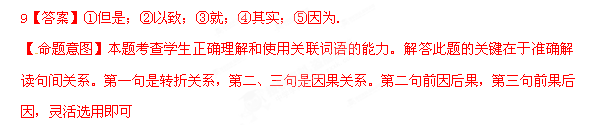 9【答案】①但是；②以致；③就；④其实；⑤因为.
【 命题意图】本题考查学生正确理解和使用关联词语的能力。解答此题的关键在于准确解
读句间关系。第一句是转折关系，第二、三句是因果关系。第二句前因后果，第三句前果后
因，灵活选用即可